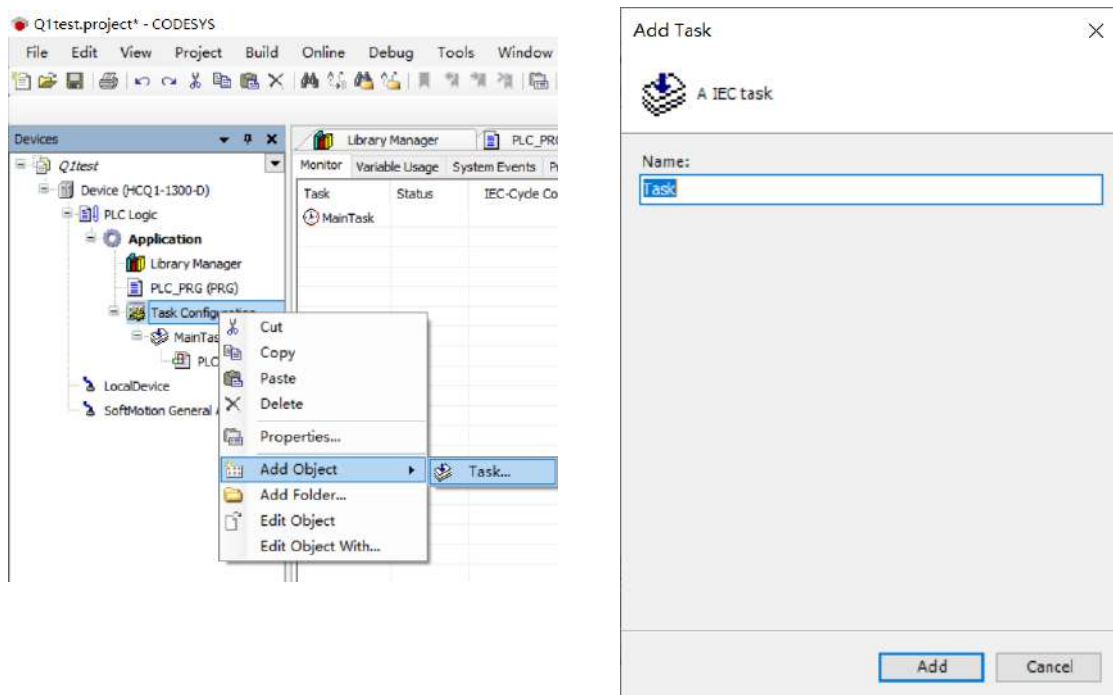 Q1test.project* - CODESYS
File Edit View Project Build Online Debug Tools Window
Devices
Q1test
Device (HCQ1-1300-D)
PLC Logic
Application
Library Manager
PLC_PRG (PRG)
Task Configuration
MainTas
PLC
LocalDevice
SoftMotion General
Library Manager PLC_PR
Monitor Variable Usage System Events
Task Status IEC-Cycle Co
MainTask
Cut
Copy
Paste
Delete
Properties...
Add Object
Add Folder...
Edit Object
Edit Object With...
Task...
Add Task
A IEC task
Name:
Task
Add Cancel